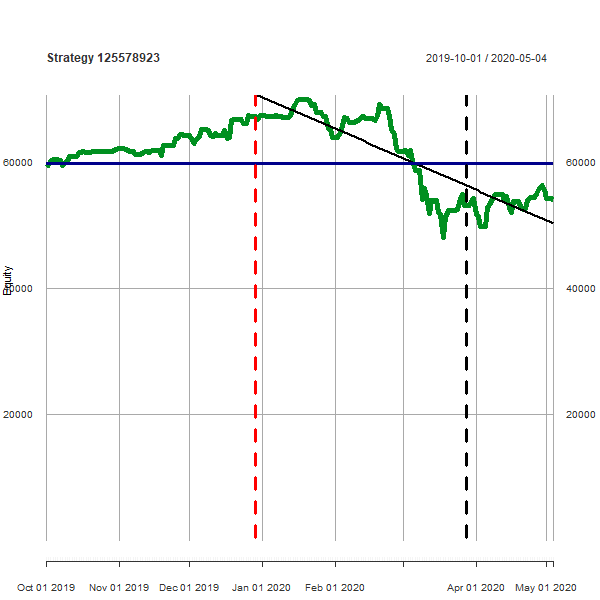 Strategy 125578923
2019-10-01 / 2020-05-04
60000
60000
Equity
40000
40000
20000
20000
Oct 01 2019
Nov 01 2019
Dec 01 2019
Jan 01 2020
Feb 01 2020
Apr 01 2020
May 01 2020